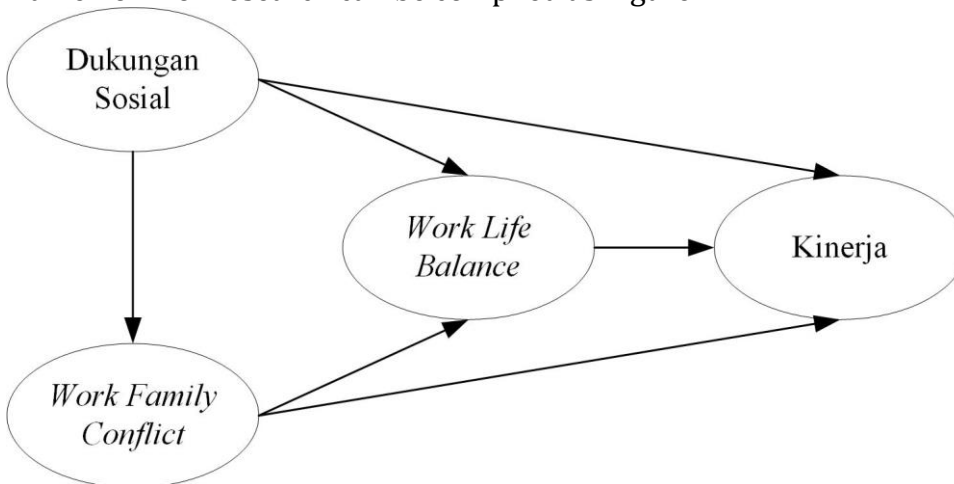 Dukungan
Sosial
Work Life
Balance
Kinerja
Work Family
Conflict